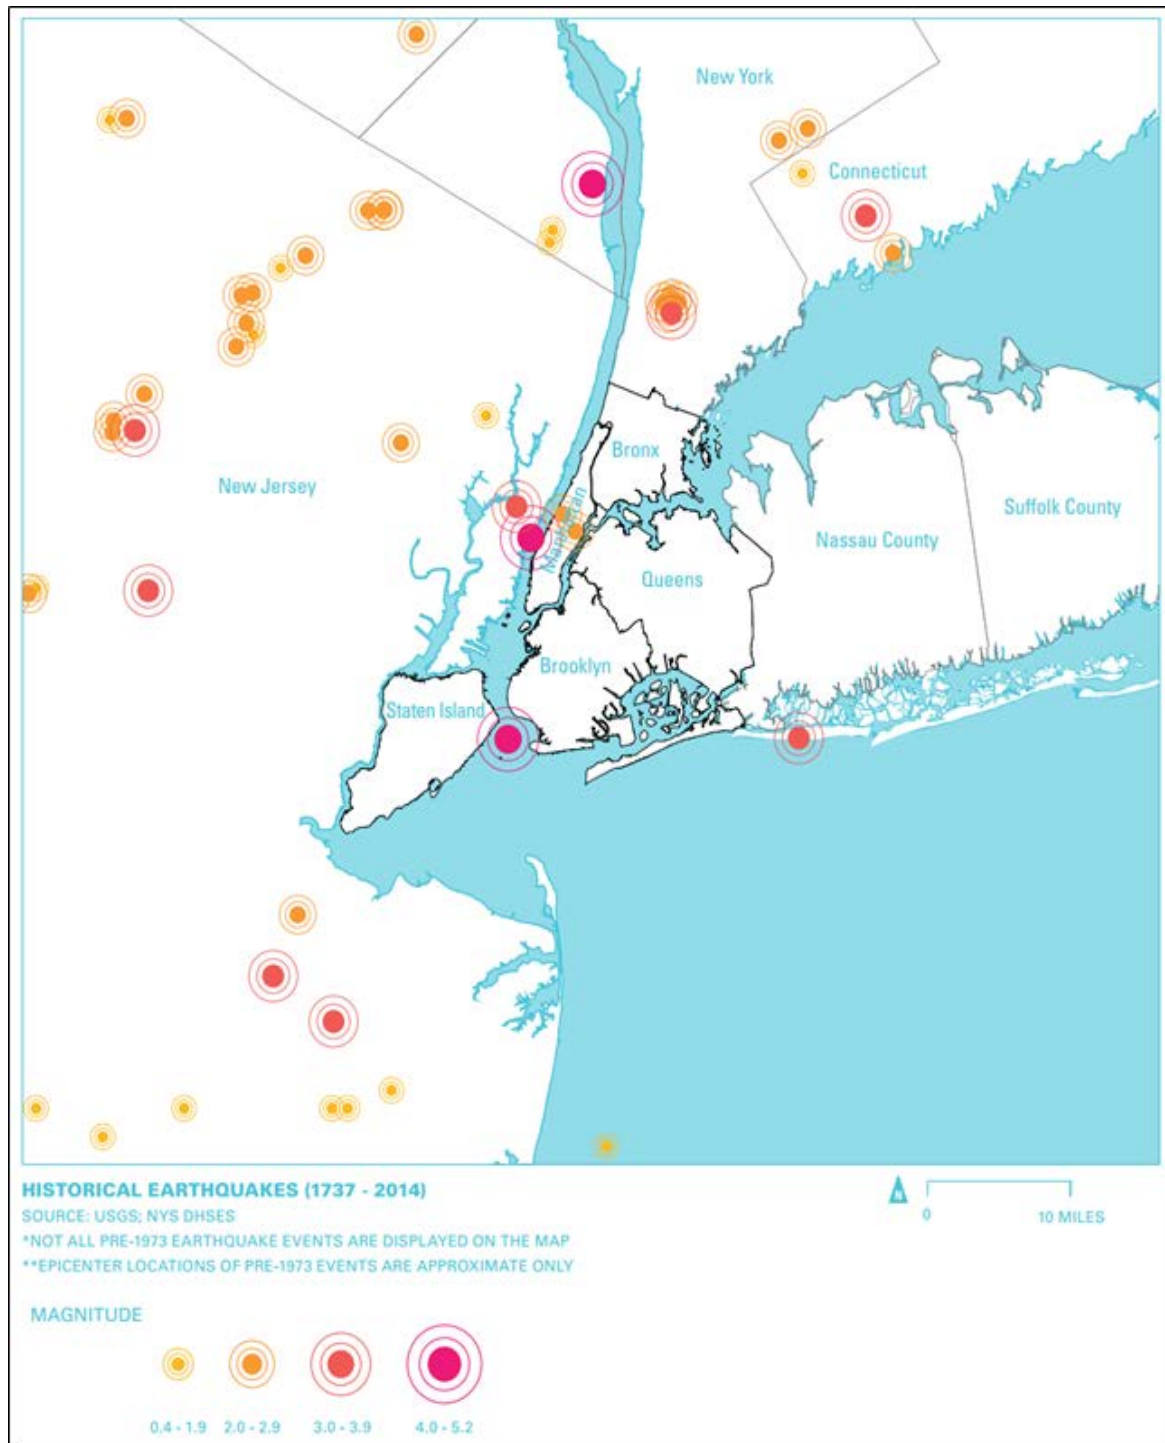 New York
Connecticut
Bronx
New Jersey
Manhattan
Suffolk County
Nassau County
Queens
Brooklyn
Staten Island
HISTORICAL EARTHQUAKES (1737 - 2014)
SOURCE: USGS; NYS DHSES
*NOT ALL PRE-1973 EARTHQUAKE EVENTS ARE DISPLAYED ON THE MAP
**EPICENTER LOCATIONS OF PRE-1973 EVENTS ARE APPROXIMATE ONLY
N
0 10 MILES
MAGNITUDE
0.4 - 1.9 2.0 - 2.9 3.0 - 3.9 4.0 - 5.2